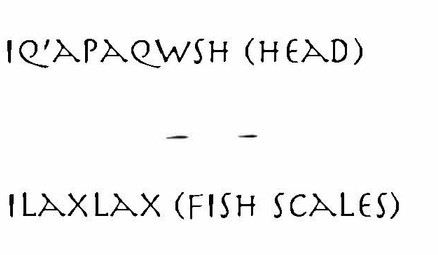 IQ'APAQWSH (HEAD)
- -
ILAXLAX (FISH SCALES)